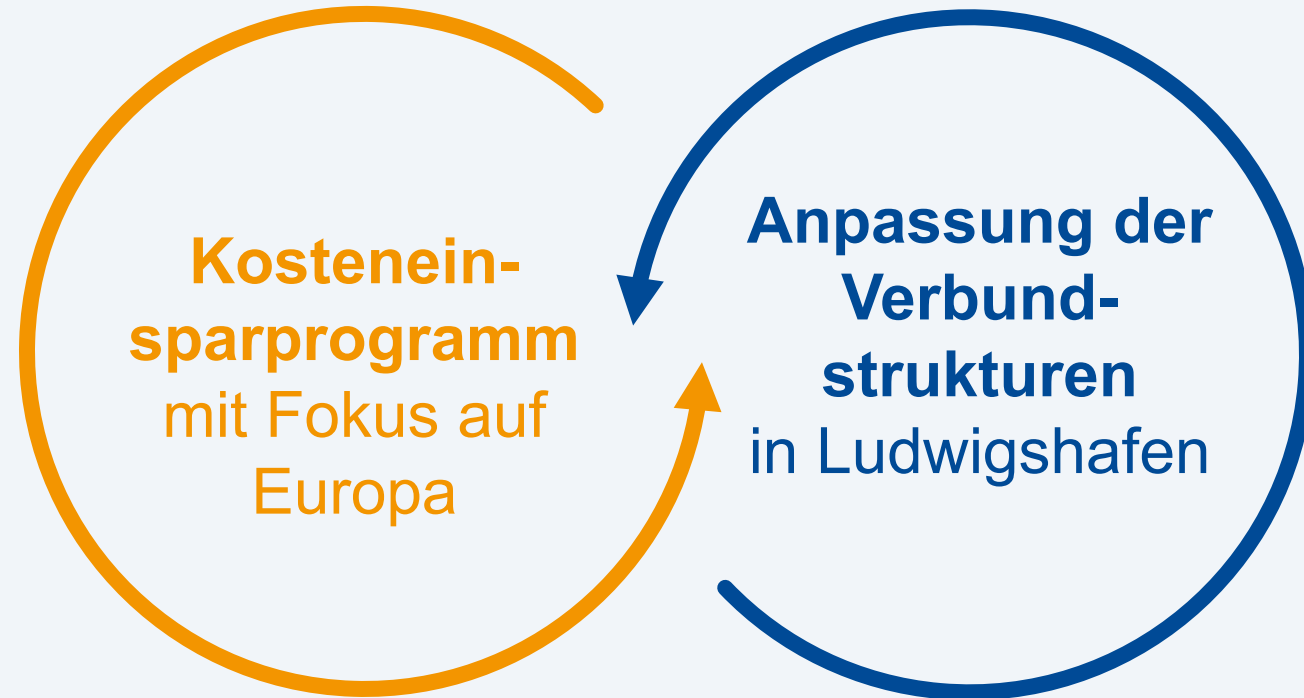 Kostenein-
sparprogramm
mit Fokus auf
Europa
Anpassung der
Verbund-
strukturen
in Ludwigshafen